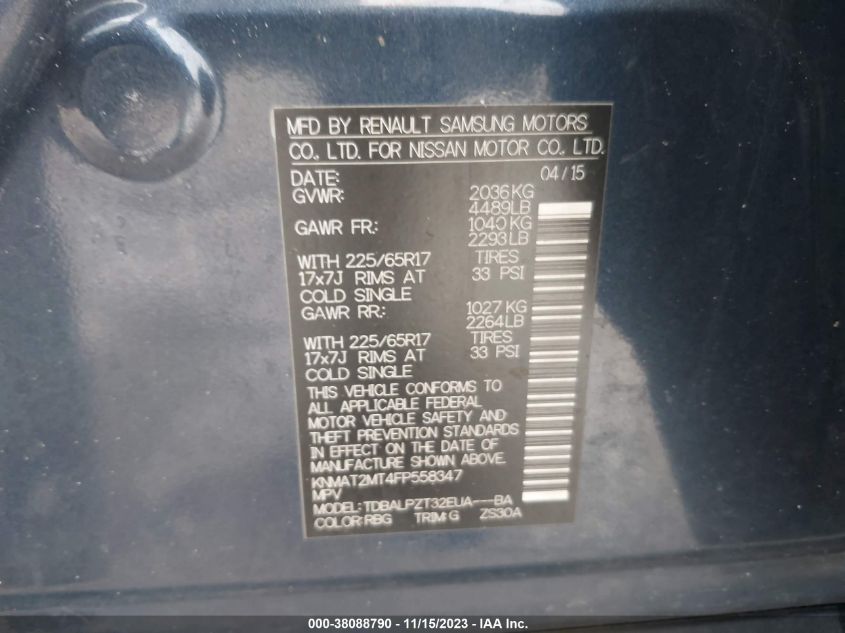 MFD BY RENAULT SAMSUNG MOTORS
CO., LTD. FOR NISSAN MOTOR CO., LTD.
DATE: 04/15
GVWR: 2036KG
4489LB
GAWR FR: 1040KG
2293LB
WITH 225/65R17 TIRES
17x7J RIMS AT 33 PSI
COLD SINGLE
GAWR RR: 1027KG
2264LB
WITH 225/65R17 TIRES
17x7J RIMS AT 33 PSI
COLD SINGLE
THIS VEHICLE CONFORMS TO
ALL APPLICABLE FEDERAL
MOTOR VEHICLE SAFETY AND
THEFT PREVENTION STANDARDS
IN EFFECT ON THE DATE OF
MANUFACTURE SHOWN ABOVE.
KNMAT2MT4FP558347
MPV
MODEL:TDBALPZT32EUA---BA
COLOR:RBG TRIM:G ZS30A
000-38088790 - 11/15/2023 - IAA Inc.